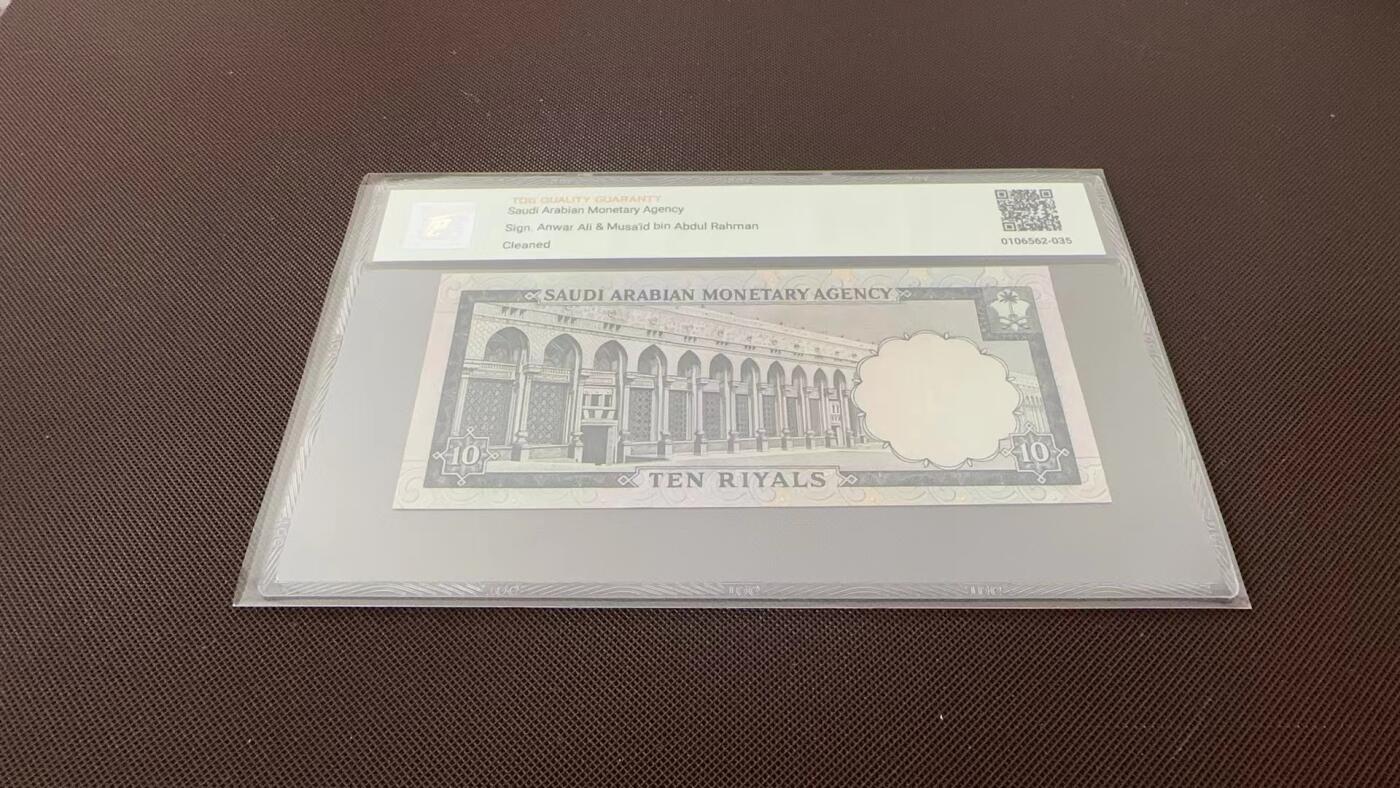 TDG QUALITY GUARANTY
Saudi Arabian Monetary Agency
Sign. Anwar Ali & Musa'id bin Abdul Rahman
Cleaned
0106562-035
SAUDI ARABIAN MONETARY AGENCY
10
10
TEN RIYALS